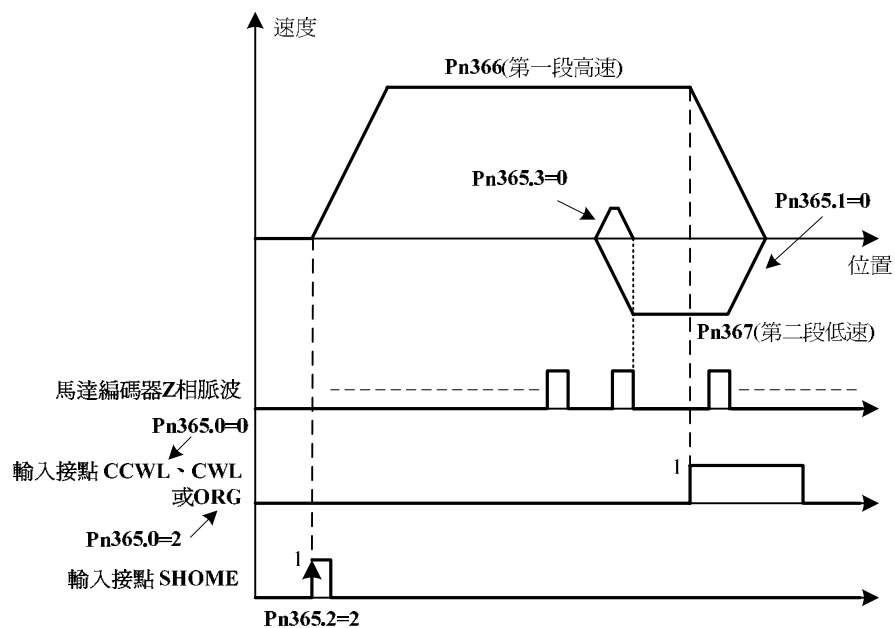 速度
Pn366(第一段高速)
Pn365.3=0
Pn365.1=0
位置
Pn367(第二段低速)
馬達編碼器Z相脈波
Pn365.0=0
輸入接點 CCWL、CWL
或ORG
1
Pn365.0=2
1
輸入接點 SHOME
Pn365.2=2